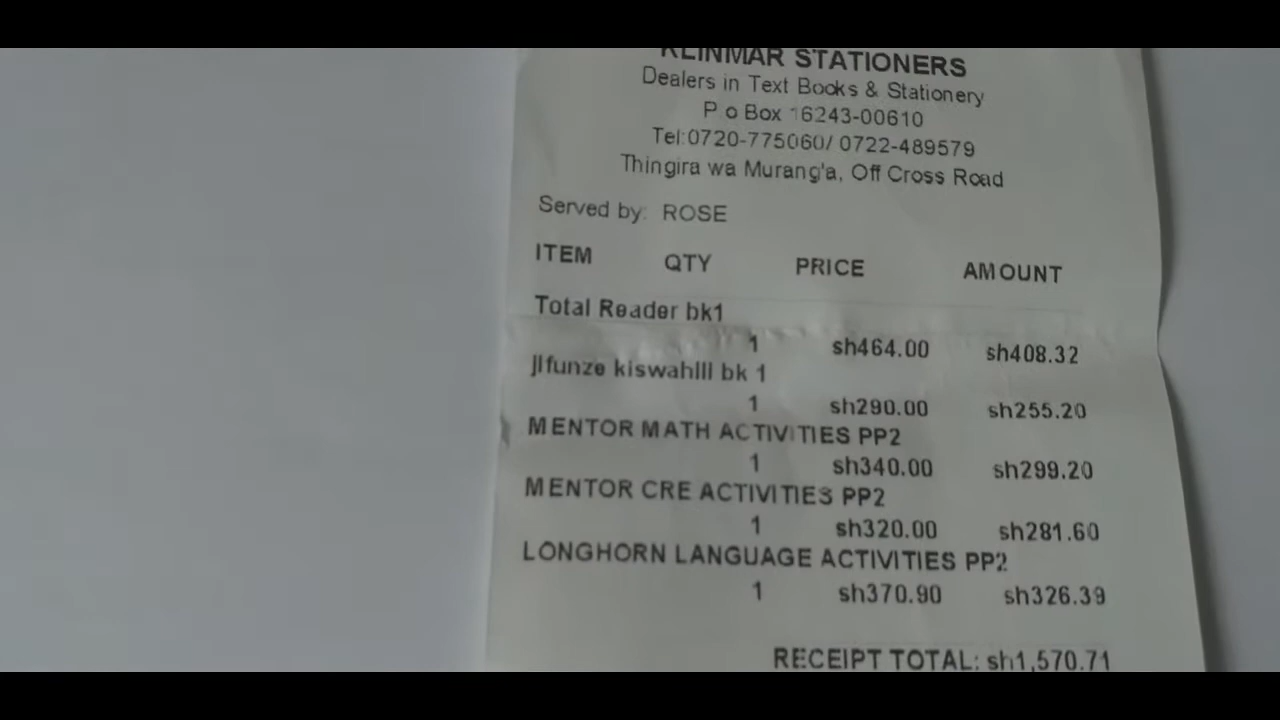 KLINMAR STATIONERS
Dealers in Text Books & Stationery
P o Box 16243-00610
Tel:0720-775060/ 0722-489579
Thingira wa Murang'a, Off Cross Road
Served by: ROSE
ITEM QTY PRICE AMOUNT
Total Reader bk1
1 sh464.00 sh408.32
jifunze kiswahili bk 1
1 sh290.00 sh255.20
MENTOR MATH ACTIVITIES PP2
1 sh340.00 sh299.20
MENTOR CRE ACTIVITIES PP2
1 sh320.00 sh281.60
LONGHORN LANGUAGE ACTIVITIES PP2
1 sh370.90 sh326.39
RECEIPT TOTAL: sh1,570.71